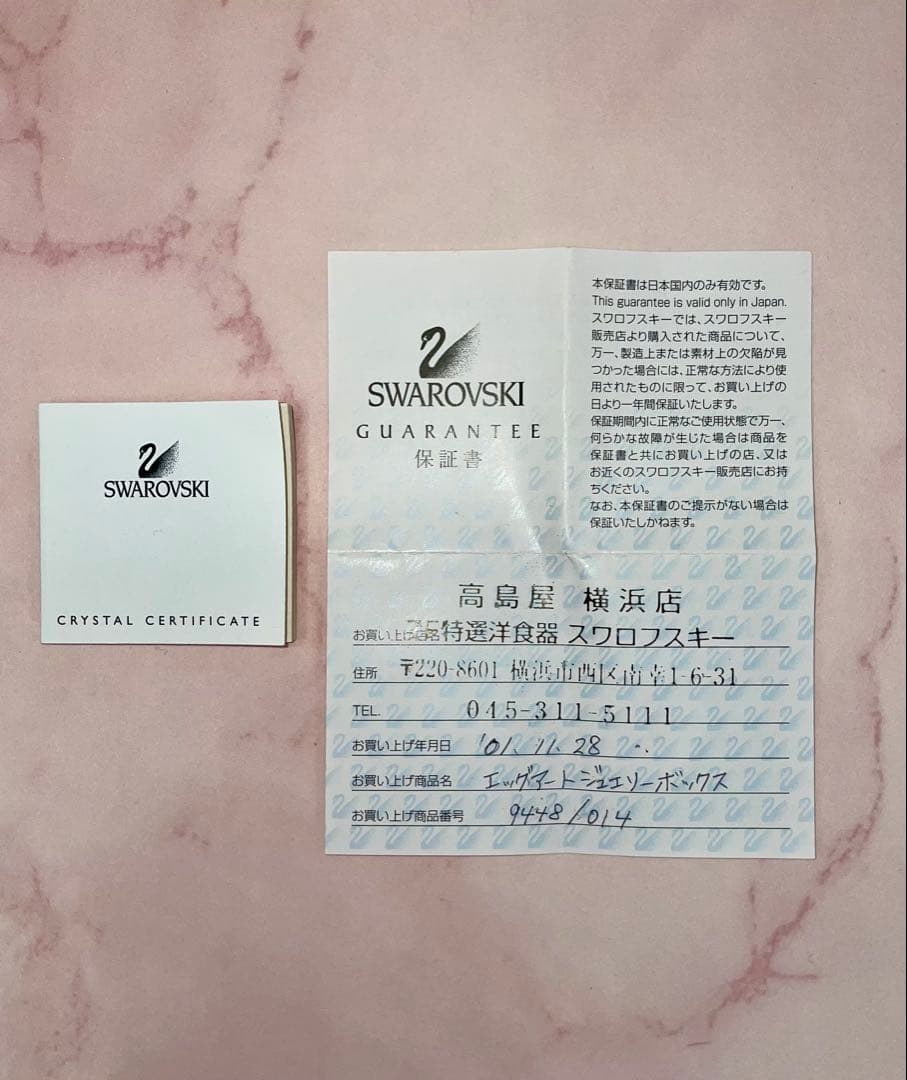 SWAROVSKI
CRYSTAL CERTIFICATE
SWAROVSKI
GUARANTEE
保証書
本保証書は日本国内のみ有効です。
This guarantee is valid only in Japan.
スワロフスキーでは、スワロフスキー
販売店より購入された商品について、
万一、製造上または素材上の欠陥が見
つかった場合には、正常な方法により使
用されたものに限って、お買い上げの
日より一年間保証いたします。
保証期間内に正常なご使用状態で万一、
何らかの故障が生じた場合は商品を
保証書と共にお買い上げの店、又は
お近くのスワロフスキー販売店にお持
ちください。
なお、本保証書のご提示がない場合は
保証いたしかねます。
高島屋 横浜店
お買い上げ店名 特選洋食器 スワロフスキー
住所 〒220-8601 横浜市西区南幸1-6-31
TEL. 045-311-5111
お買い上げ年月日 '01.11.28
お買い上げ商品名 エッグアートジュエリーボックス
お買い上げ商品番号 9448/014